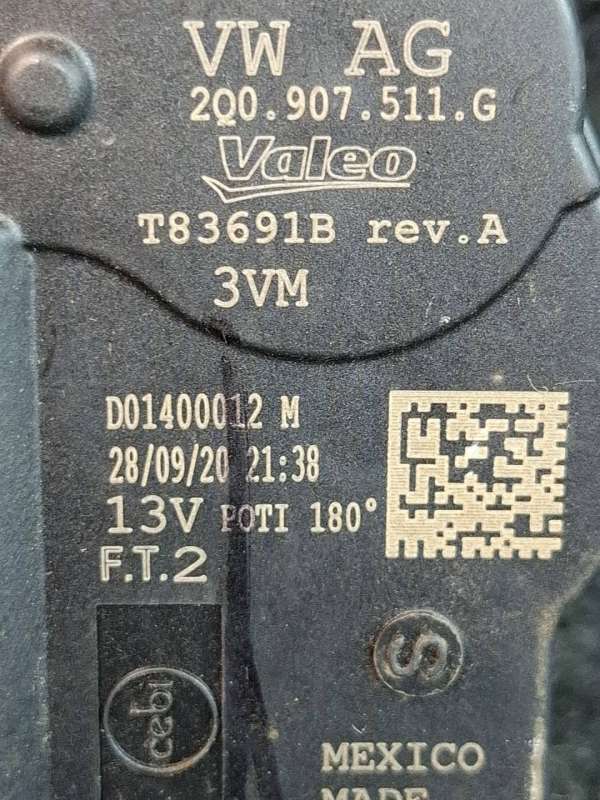 VW AG
2Q0.907.511.G
Valeo
T83691B rev.A
3VM
D01400012 M
28/09/20 21:38
13V POTI 180°
F.T.2
S
cebi
MEXICO
MADE